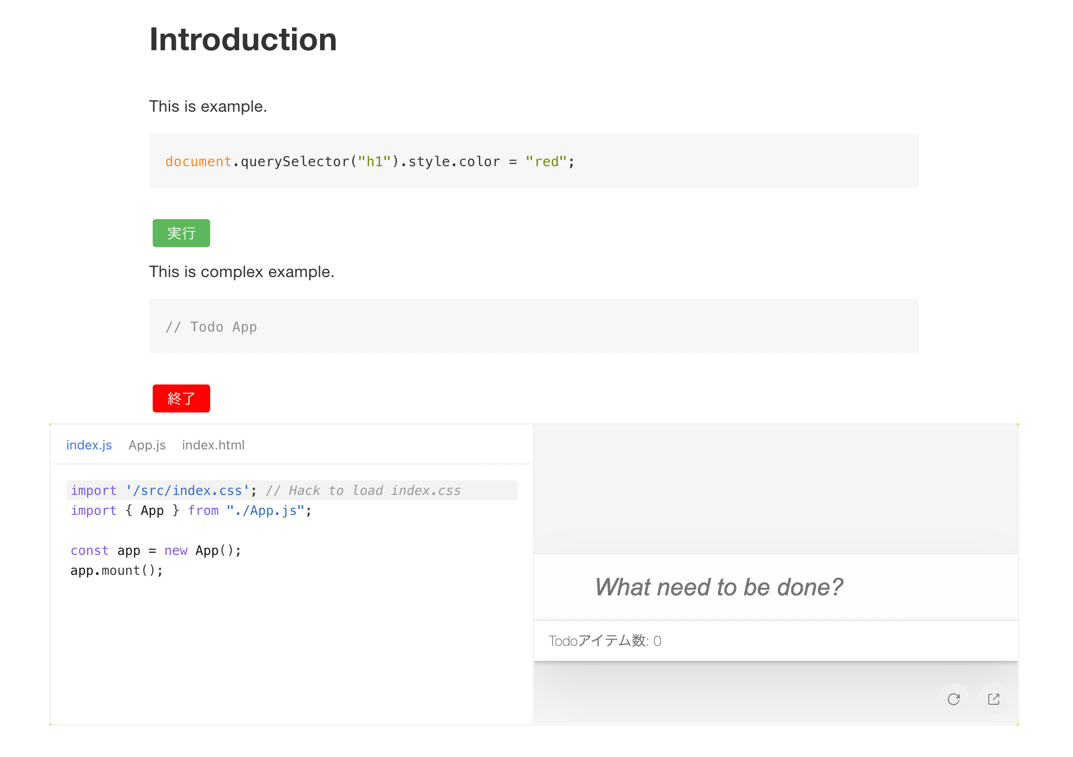 Introduction
This is example.
document.querySelector("h1").style.color = "red";
実行
This is complex example.
// Todo App
終了
index.js App.js index.html
import '/src/index.css'; // Hack to load index.css
import { App } from "./App.js";
const app = new App();
app.mount();
What need to be done?
Todoアイテム数: 0